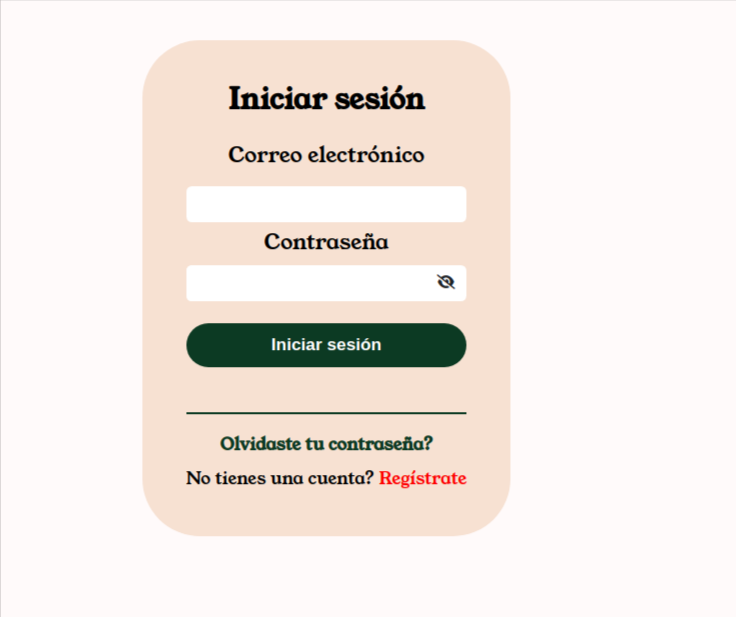 Iniciar sesión
Correo electrónico
Contraseña
Iniciar sesión
Olvidaste tu contraseña?
No tienes una cuenta? Regístrate